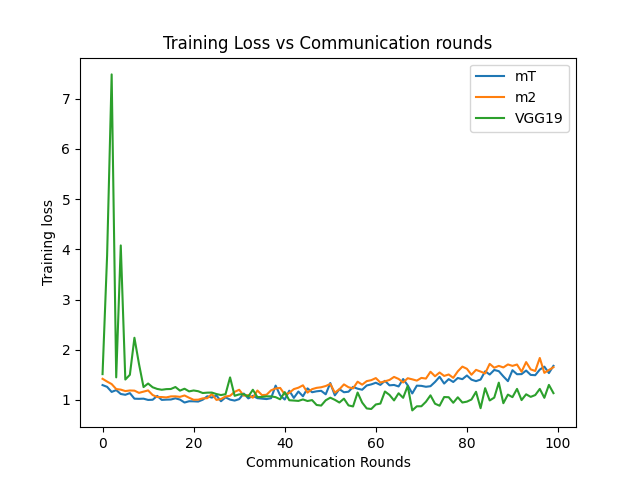 Training Loss vs Communication rounds
mT
m2
VGG19
7
6
5
4
3
2
1
Training loss
0
20
40
60
80
100
Communication Rounds